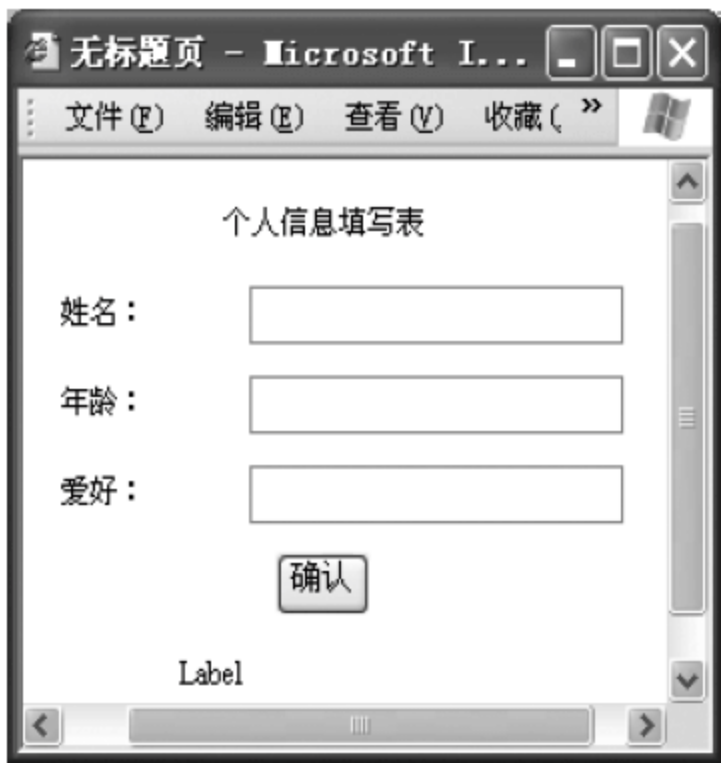 无标题页 - Microsoft I...
文件(F) 编辑(E) 查看(V) 收藏( »
个人信息填写表
姓名：
年龄：
爱好：
确认
Label